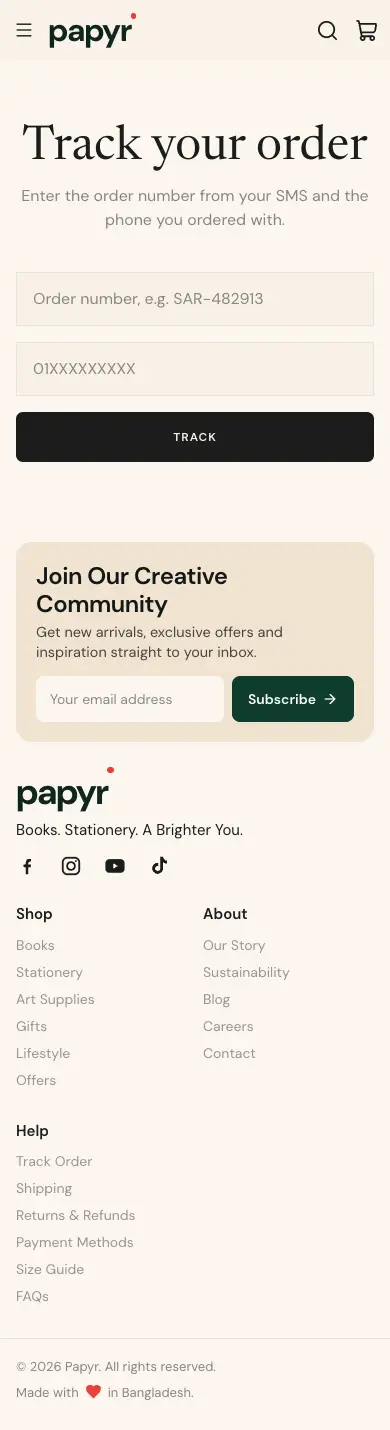 papyr
Track your order
Enter the order number from your SMS and the
phone you ordered with.
Order number, e.g. SAR-482913
01XXXXXXXXX
TRACK
Join Our Creative
Community
Get new arrivals, exclusive offers and
inspiration straight to your inbox.
Your email address
Subscribe →
papyr
Books. Stationery. A Brighter You.
Shop
Books
Stationery
Art Supplies
Gifts
Lifestyle
Offers
About
Our Story
Sustainability
Blog
Careers
Contact
Help
Track Order
Shipping
Returns & Refunds
Payment Methods
Size Guide
FAQs
© 2026 Papyr. All rights reserved.
Made with ❤️ in Bangladesh.